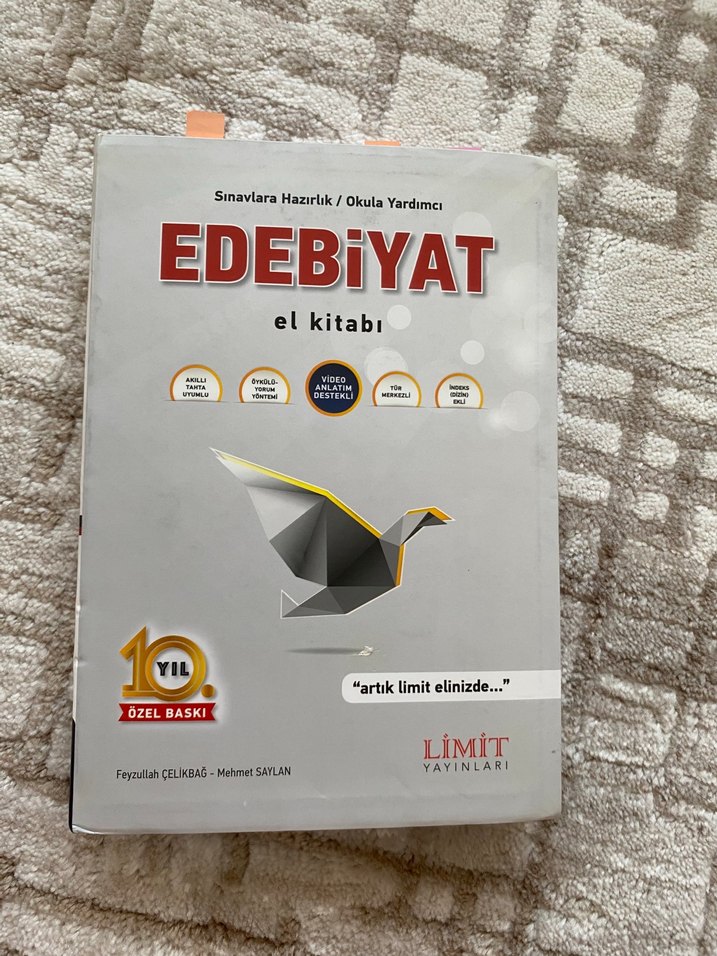 Sınavlara Hazırlık / Okula Yardımcı
EDEBİYAT
el kitabı
AKILLI
TAHTA
UYUMLU
ÖYKÜLÜ-
YORUM
YÖNTEMİ
VİDEO
ANLATIM
DESTEKLİ
TÜR
MERKEZLİ
İNDEKS
(DİZİN)
EKLİ
10.
YIL
ÖZEL BASKI
"artık limit elinizde..."
LİMİT
YAYINLARI
Feyzullah ÇELİKBAĞ - Mehmet SAYLAN